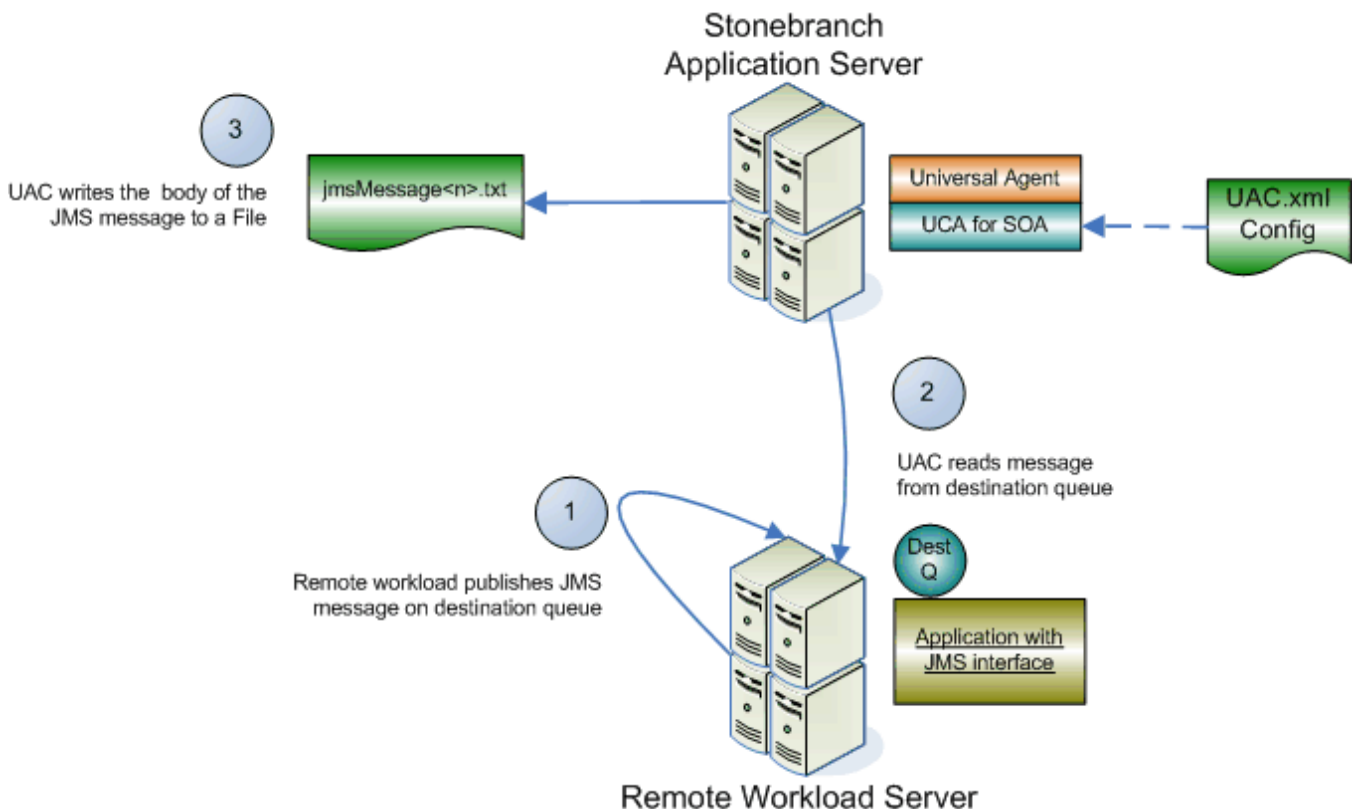 Stonebranch
Application Server
3
UAC writes the body of the
JMS message to a File
jmsMessage<n>.txt
Universal Agent
UCA for SOA
UAC.xml
Config
2
UAC reads message
from destination queue
1
Remote workload publishes JMS
message on destination queue
Dest
Q
Application with
JMS interface
Remote Workload Server